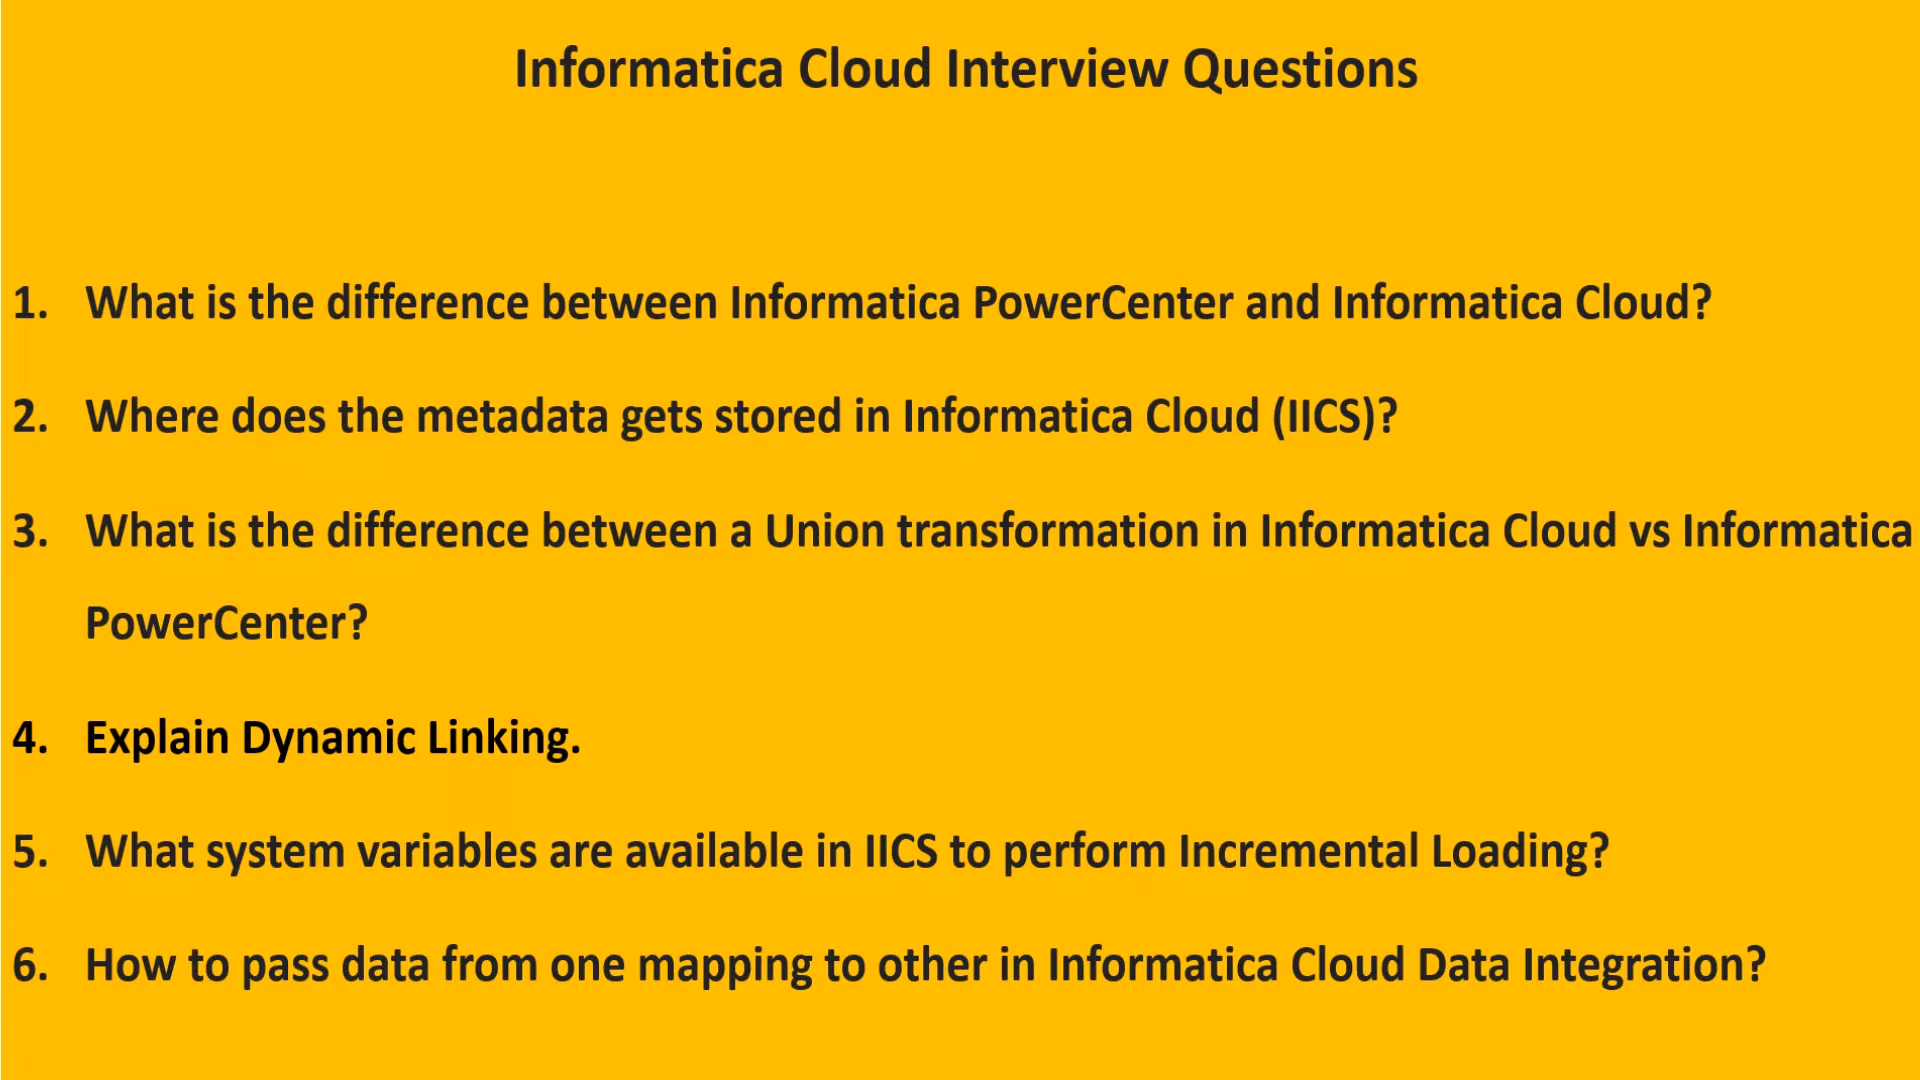 Informatica Cloud Interview Questions
1. What is the difference between Informatica PowerCenter and Informatica Cloud?
2. Where does the metadata gets stored in Informatica Cloud (IICS)?
3. What is the difference between a Union transformation in Informatica Cloud vs Informatica
PowerCenter?
4. Explain Dynamic Linking.
5. What system variables are available in IICS to perform Incremental Loading?
6. How to pass data from one mapping to other in Informatica Cloud Data Integration?